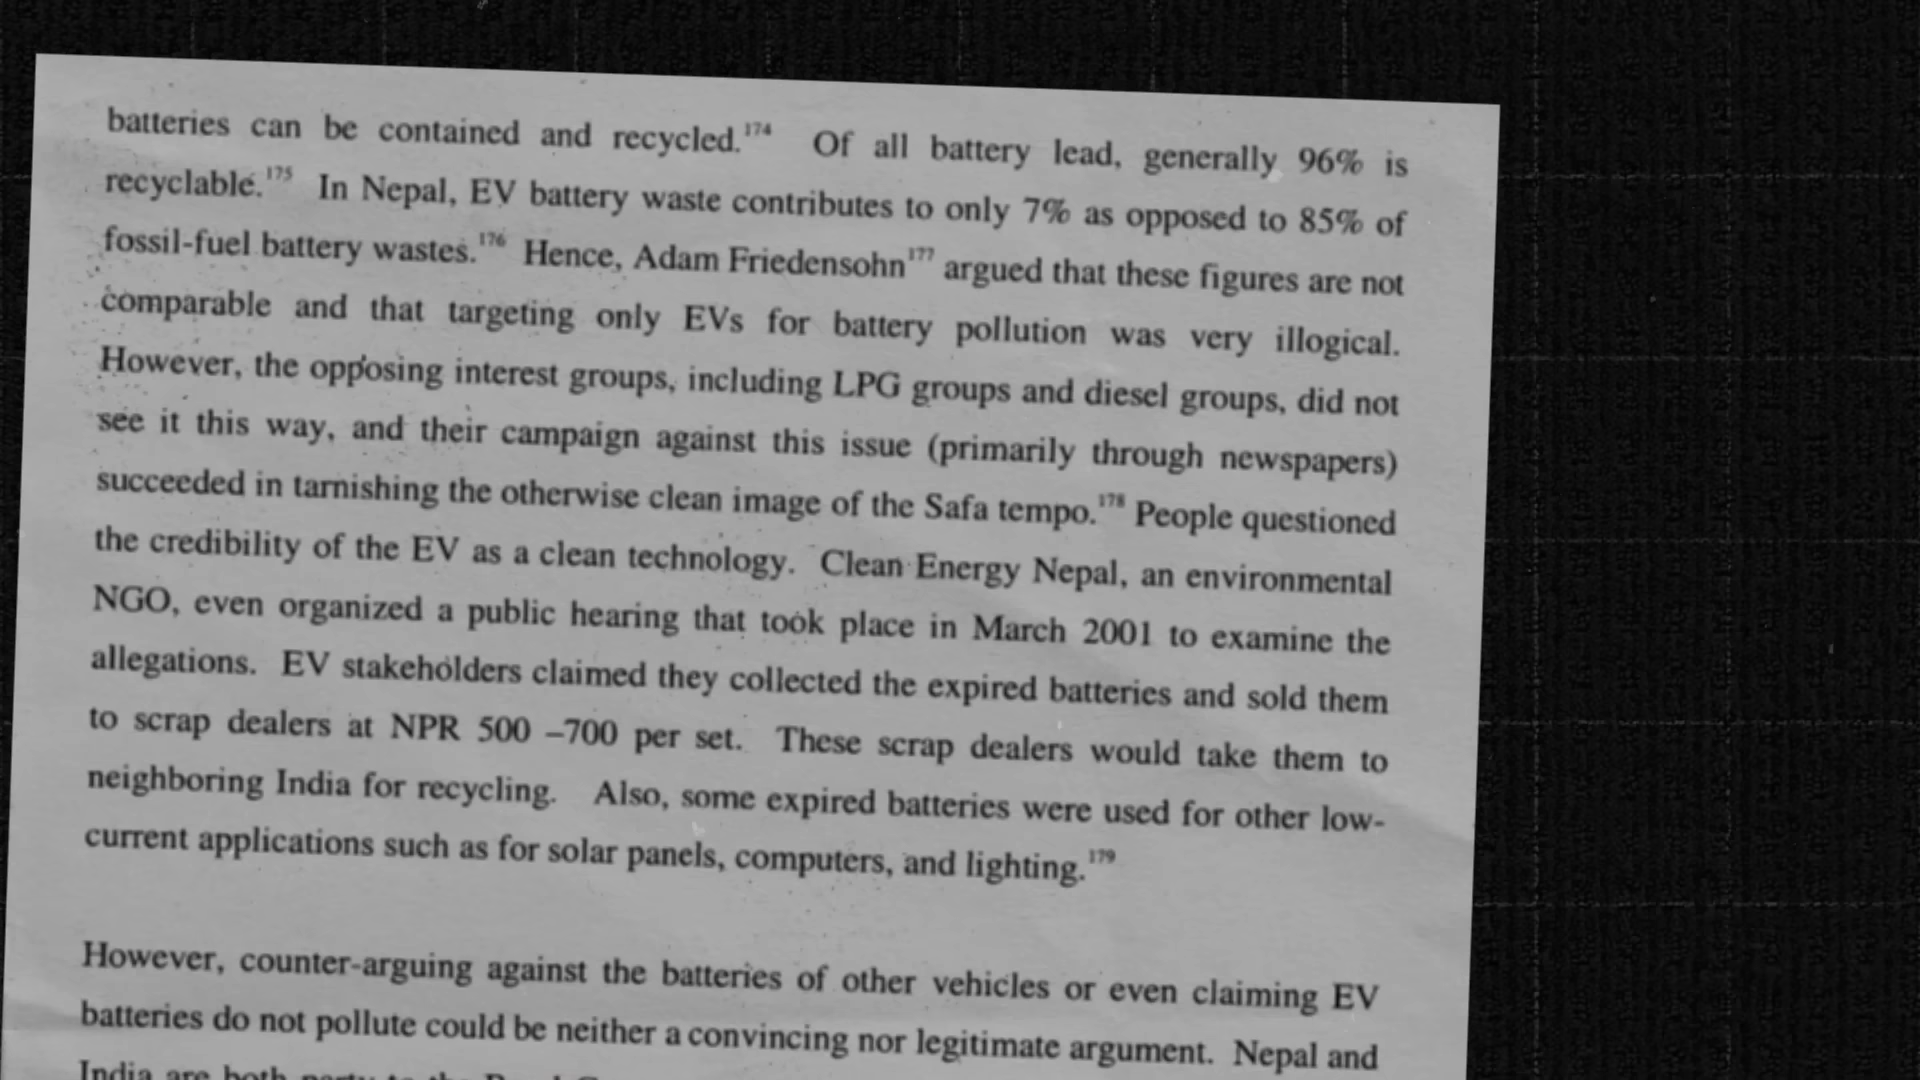 batteries can be contained and recycled.174 Of all battery lead, generally 96% is
recyclable.175 In Nepal, EV battery waste contributes to only 7% as opposed to 85% of
fossil-fuel battery wastes.176 Hence, Adam Friedensohn177 argued that these figures are not
comparable and that targeting only EVs for battery pollution was very illogical.
However, the opposing interest groups, including LPG groups and diesel groups, did not
see it this way, and their campaign against this issue (primarily through newspapers)
succeeded in tarnishing the otherwise clean image of the Safa tempo.178 People questioned
the credibility of the EV as a clean technology. Clean Energy Nepal, an environmental
NGO, even organized a public hearing that took place in March 2001 to examine the
allegations. EV stakeholders claimed they collected the expired batteries and sold them
to scrap dealers at NPR 500 –700 per set. These scrap dealers would take them to
neighboring India for recycling. Also, some expired batteries were used for other low-
current applications such as for solar panels, computers, and lighting.179
However, counter-arguing against the batteries of other vehicles or even claiming EV
batteries do not pollute could be neither a convincing nor legitimate argument. Nepal and
India are both party to the